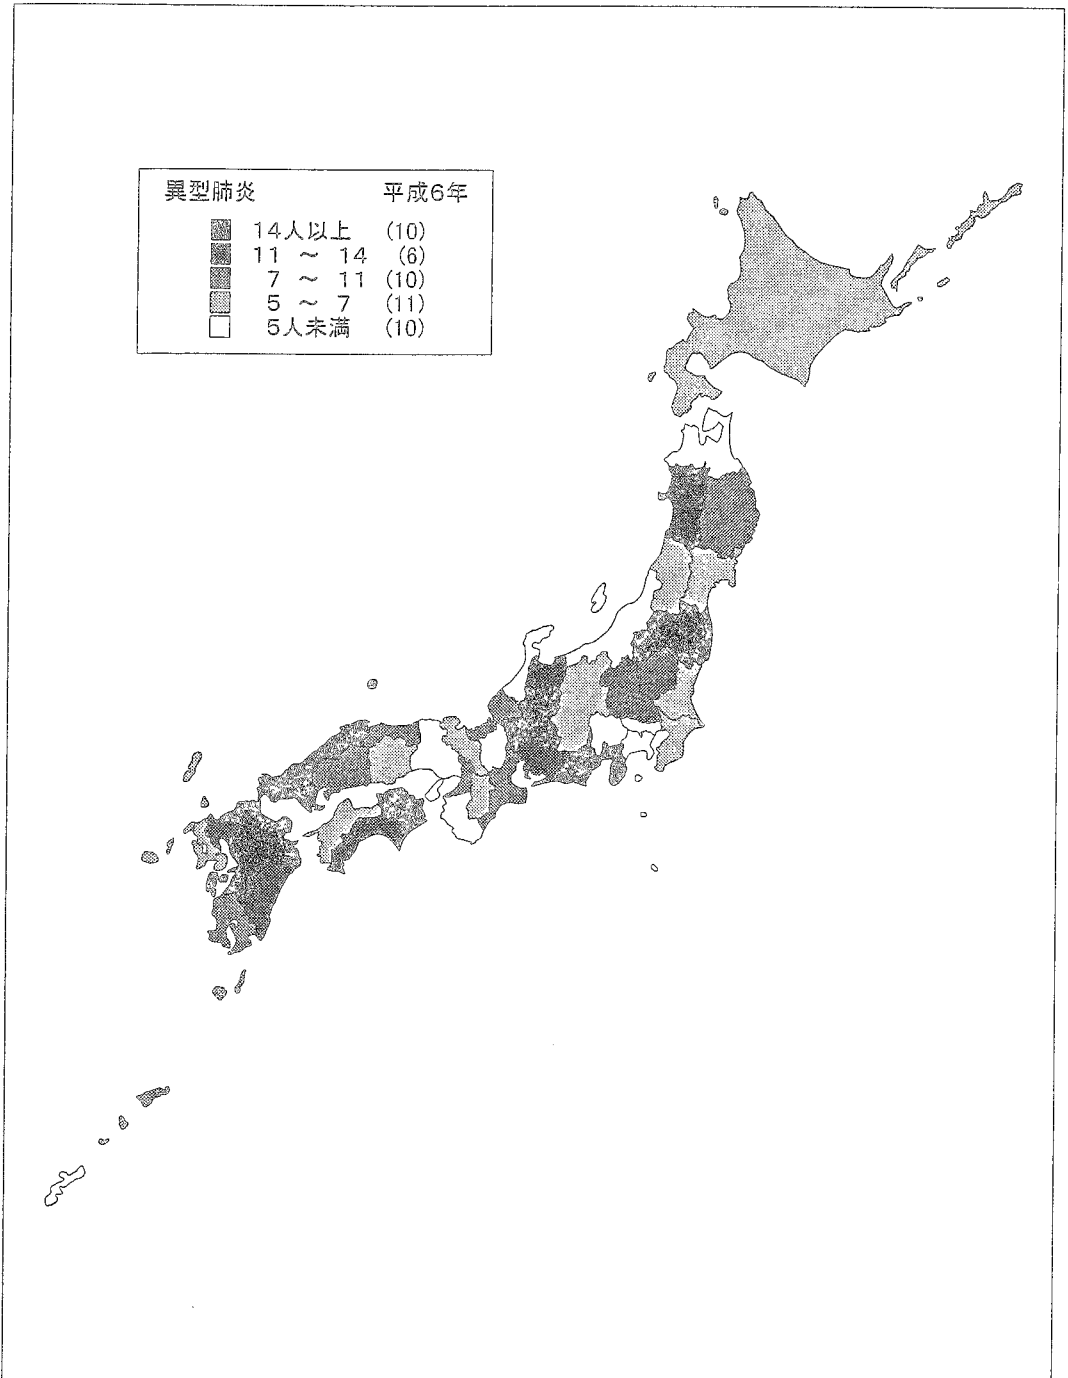 異型肺炎 平成6年
14人以上 (10)
11 ～ 14 (6)
7 ～ 11 (10)
5 ～ 7 (11)
5人未満 (10)